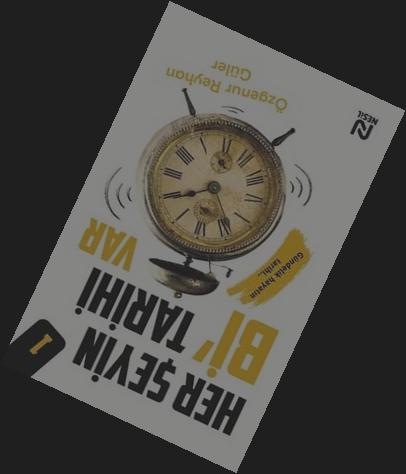 1
HER ŞEYİN
Bİ' TARİHİ
VAR
Gündelik hayatın
tarihi...
Özgenur Reyhan
Güler
NESİL